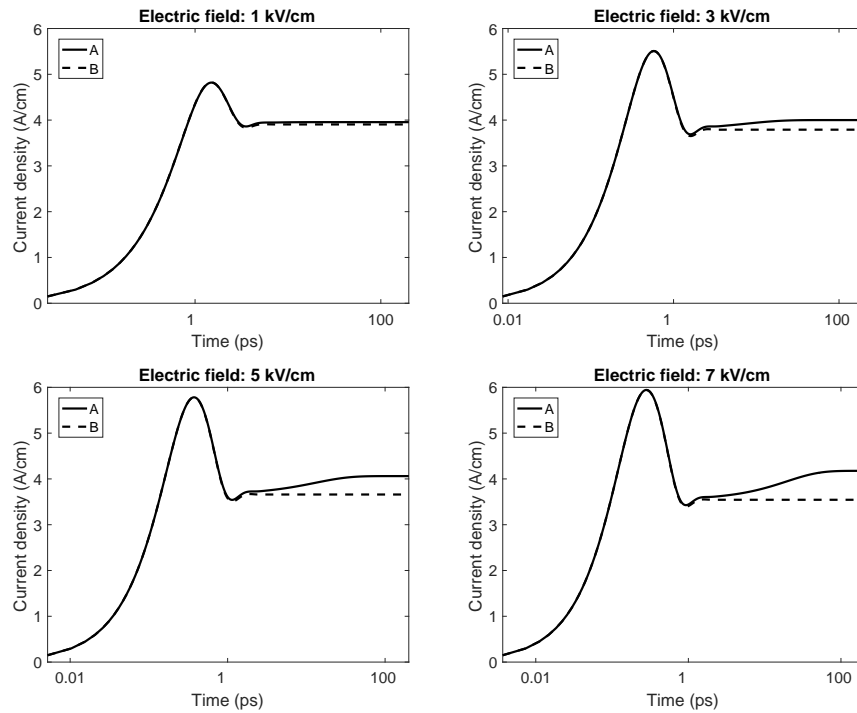 Electric field: 1 kV/cm
A
B
Current density (A/cm)
6
5
4
3
2
1
0
1
100
Time (ps)
Electric field: 3 kV/cm
A
B
Current density (A/cm)
6
5
4
3
2
1
0
0.01
1
100
Time (ps)
Electric field: 5 kV/cm
A
B
Current density (A/cm)
6
5
4
3
2
1
0
0.01
1
100
Time (ps)
Electric field: 7 kV/cm
A
B
Current density (A/cm)
6
5
4
3
2
1
0
0.01
1
100
Time (ps)